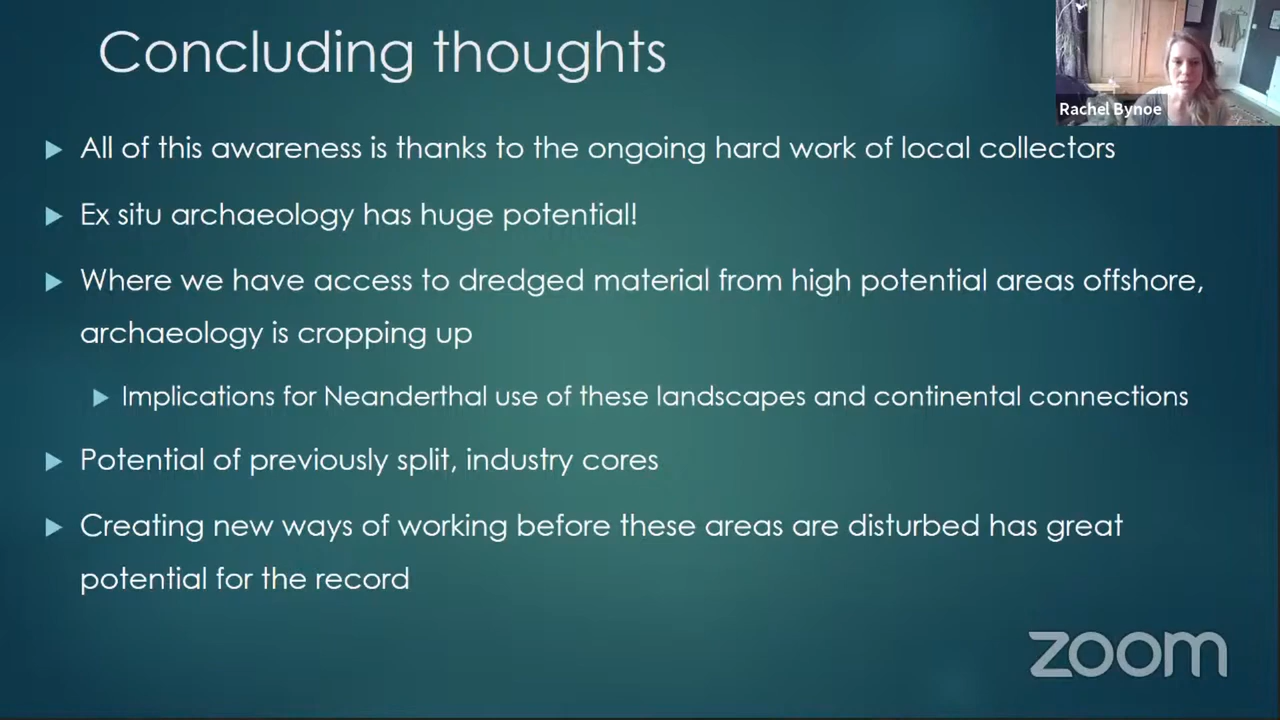 Concluding thoughts
Rachel Bynoe
All of this awareness is thanks to the ongoing hard work of local collectors
Ex situ archaeology has huge potential!
Where we have access to dredged material from high potential areas offshore,
archaeology is cropping up
Implications for Neanderthal use of these landscapes and continental connections
Potential of previously split, industry cores
Creating new ways of working before these areas are disturbed has great
potential for the record
zoom